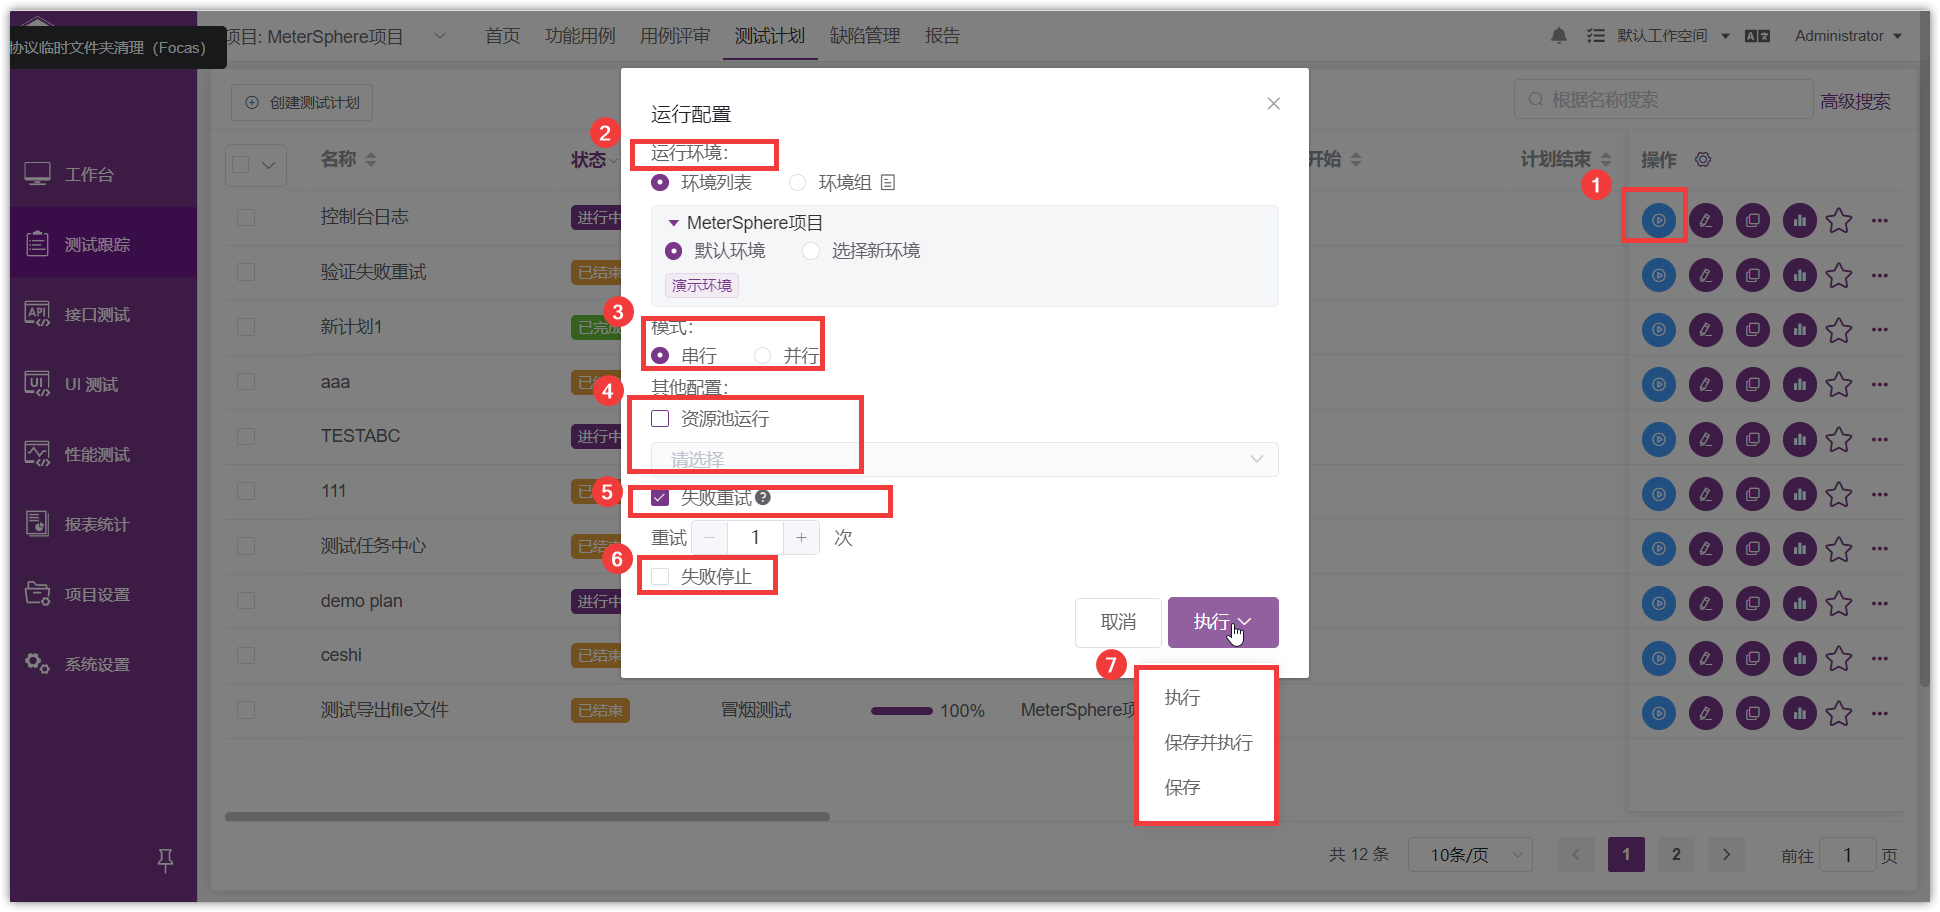 协议临时文件夹清理（Focas）
项目: MeterSphere项目
首页 功能用例 用例评审 测试计划 缺陷管理 报告
默认工作空间
Administrator
工作台
测试跟踪
接口测试
UI 测试
性能测试
报表统计
项目设置
系统设置
创建测试计划
根据名称搜索
高级搜索
名称 状态 开始 计划结束 操作
控制台日志 进行中
验证失败重试 已结束
新计划1 已完成
aaa
TESTABC 进行中
111
测试任务中心 已结束
demo plan 进行中
ceshi 已结束
测试导出file文件 已结束 冒烟测试 100% MeterSphere项
运行配置
运行环境：
环境列表 环境组
MeterSphere项目
默认环境 选择新环境
演示环境
模式：
串行 并行
其他配置：
资源池运行
请选择
失败重试
重试 1 次
失败停止
取消 执行
执行
保存并执行
保存
1
2
3
4
5
6
7
共 12 条 10条/页 1 2 前往 1 页